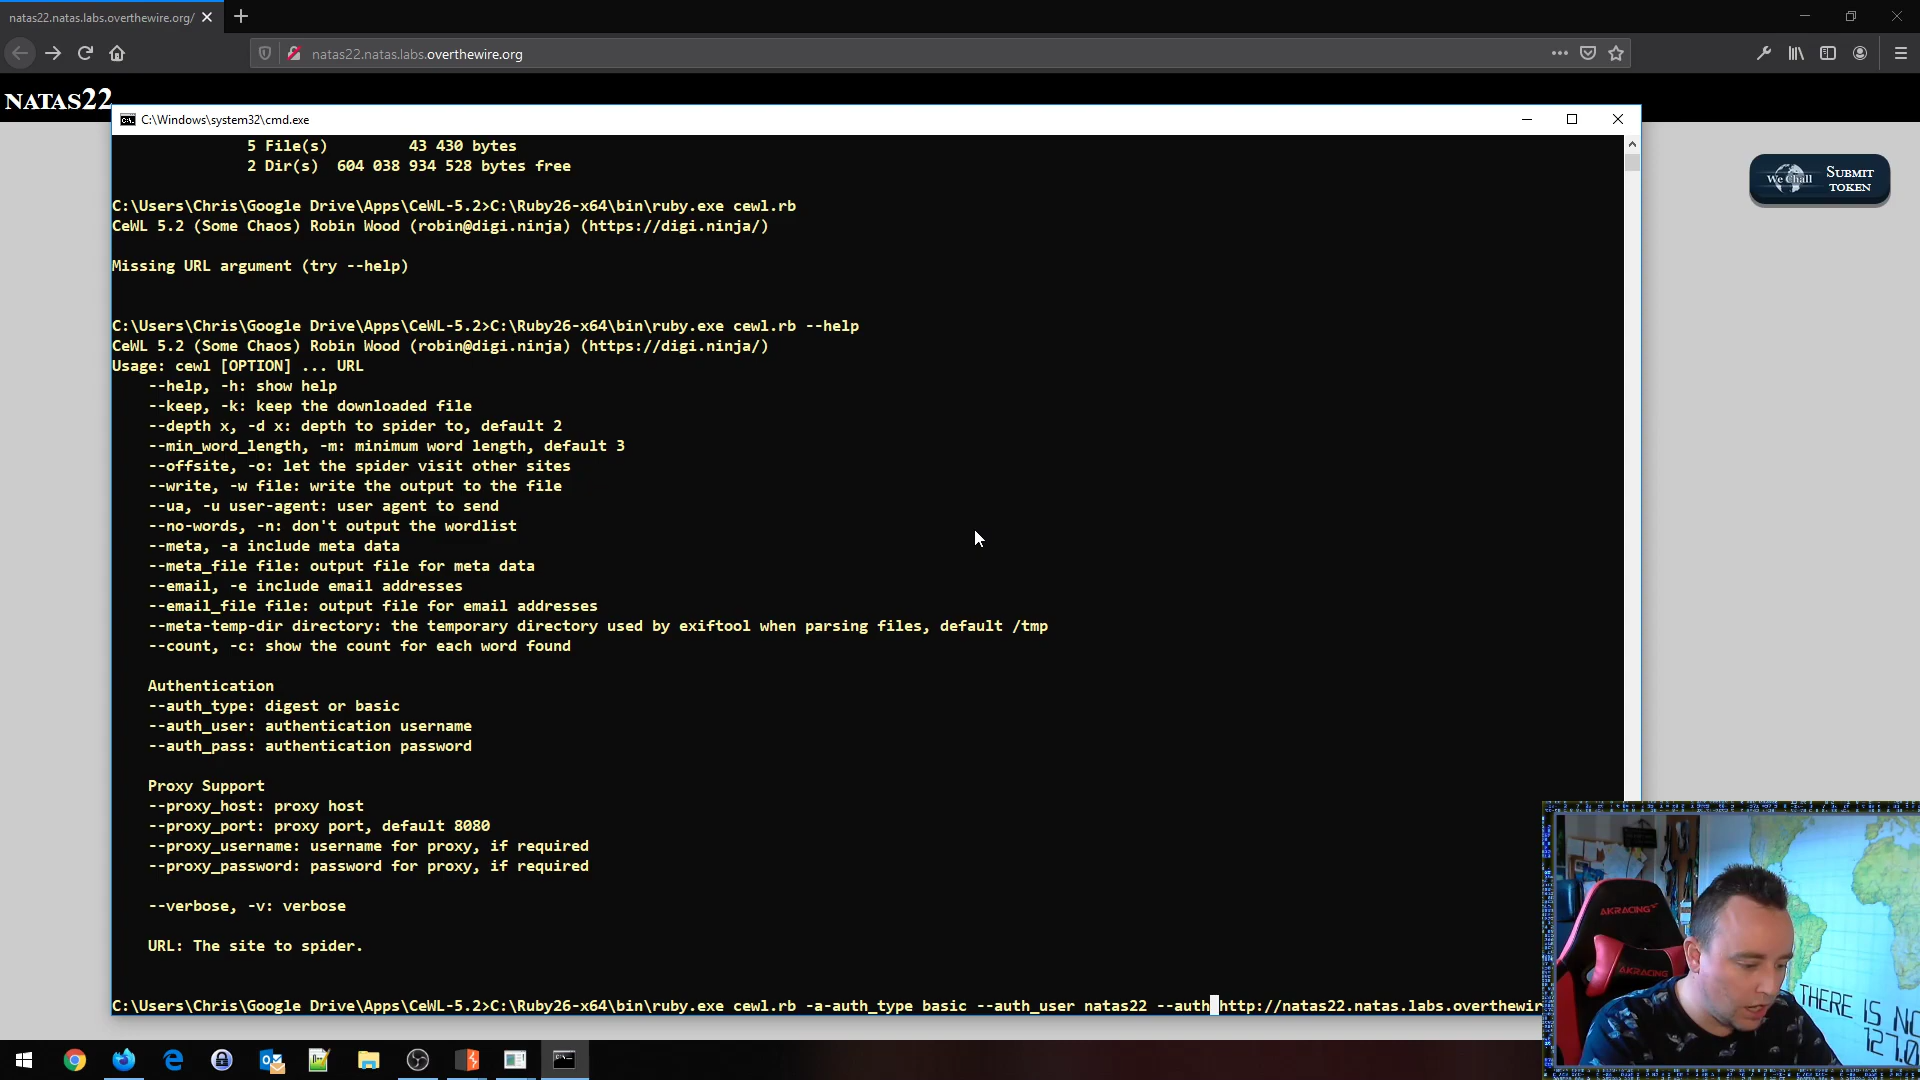 natas22.natas.labs.overthewire.org/
natas22.natas.labs.overthewire.org
NATAS22
C:\Windows\system32\cmd.exe
5 File(s) 43 430 bytes
2 Dir(s) 604 038 934 528 bytes free
We Chall SUBMIT TOKEN
C:\Users\Chris\Google Drive\Apps\CeWL-5.2>C:\Ruby26-x64\bin\ruby.exe cewl.rb
CeWL 5.2 (Some Chaos) Robin Wood (robin@digi.ninja) (https://digi.ninja/)
Missing URL argument (try --help)
C:\Users\Chris\Google Drive\Apps\CeWL-5.2>C:\Ruby26-x64\bin\ruby.exe cewl.rb --help
CeWL 5.2 (Some Chaos) Robin Wood (robin@digi.ninja) (https://digi.ninja/)
Usage: cewl [OPTION] ... URL
--help, -h: show help
--keep, -k: keep the downloaded file
--depth x, -d x: depth to spider to, default 2
--min_word_length, -m: minimum word length, default 3
--offsite, -o: let the spider visit other sites
--write, -w file: write the output to the file
--ua, -u user-agent: user agent to send
--no-words, -n: don't output the wordlist
--meta, -a include meta data
--meta_file file: output file for meta data
--email, -e include email addresses
--email_file file: output file for email addresses
--meta-temp-dir directory: the temporary directory used by exiftool when parsing files, default /tmp
--count, -c: show the count for each word found
Authentication
--auth_type: digest or basic
--auth_user: authentication username
--auth_pass: authentication password
Proxy Support
--proxy_host: proxy host
--proxy_port: proxy port, default 8080
--proxy_username: username for proxy, if required
--proxy_password: password for proxy, if required
--verbose, -v: verbose
URL: The site to spider.
C:\Users\Chris\Google Drive\Apps\CeWL-5.2>C:\Ruby26-x64\bin\ruby.exe cewl.rb -a-auth_type basic --auth_user natas22 --auth http://natas22.natas.labs.overthewir
AKRACING
AKRACING
THERE IS NO
127.0